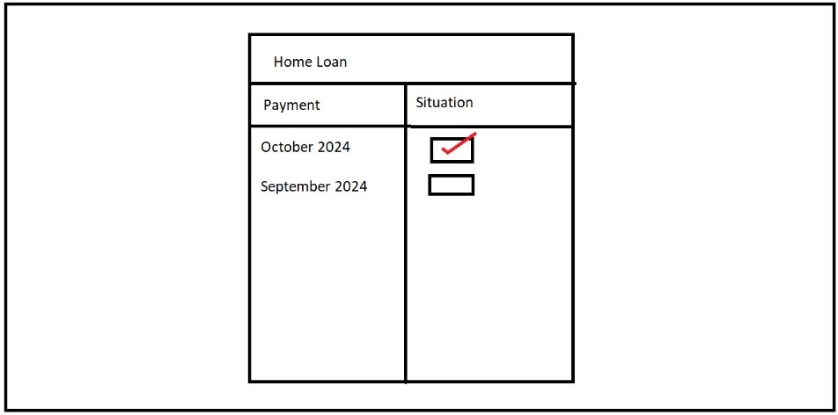 Home Loan
Payment Situation
October 2024
September 2024